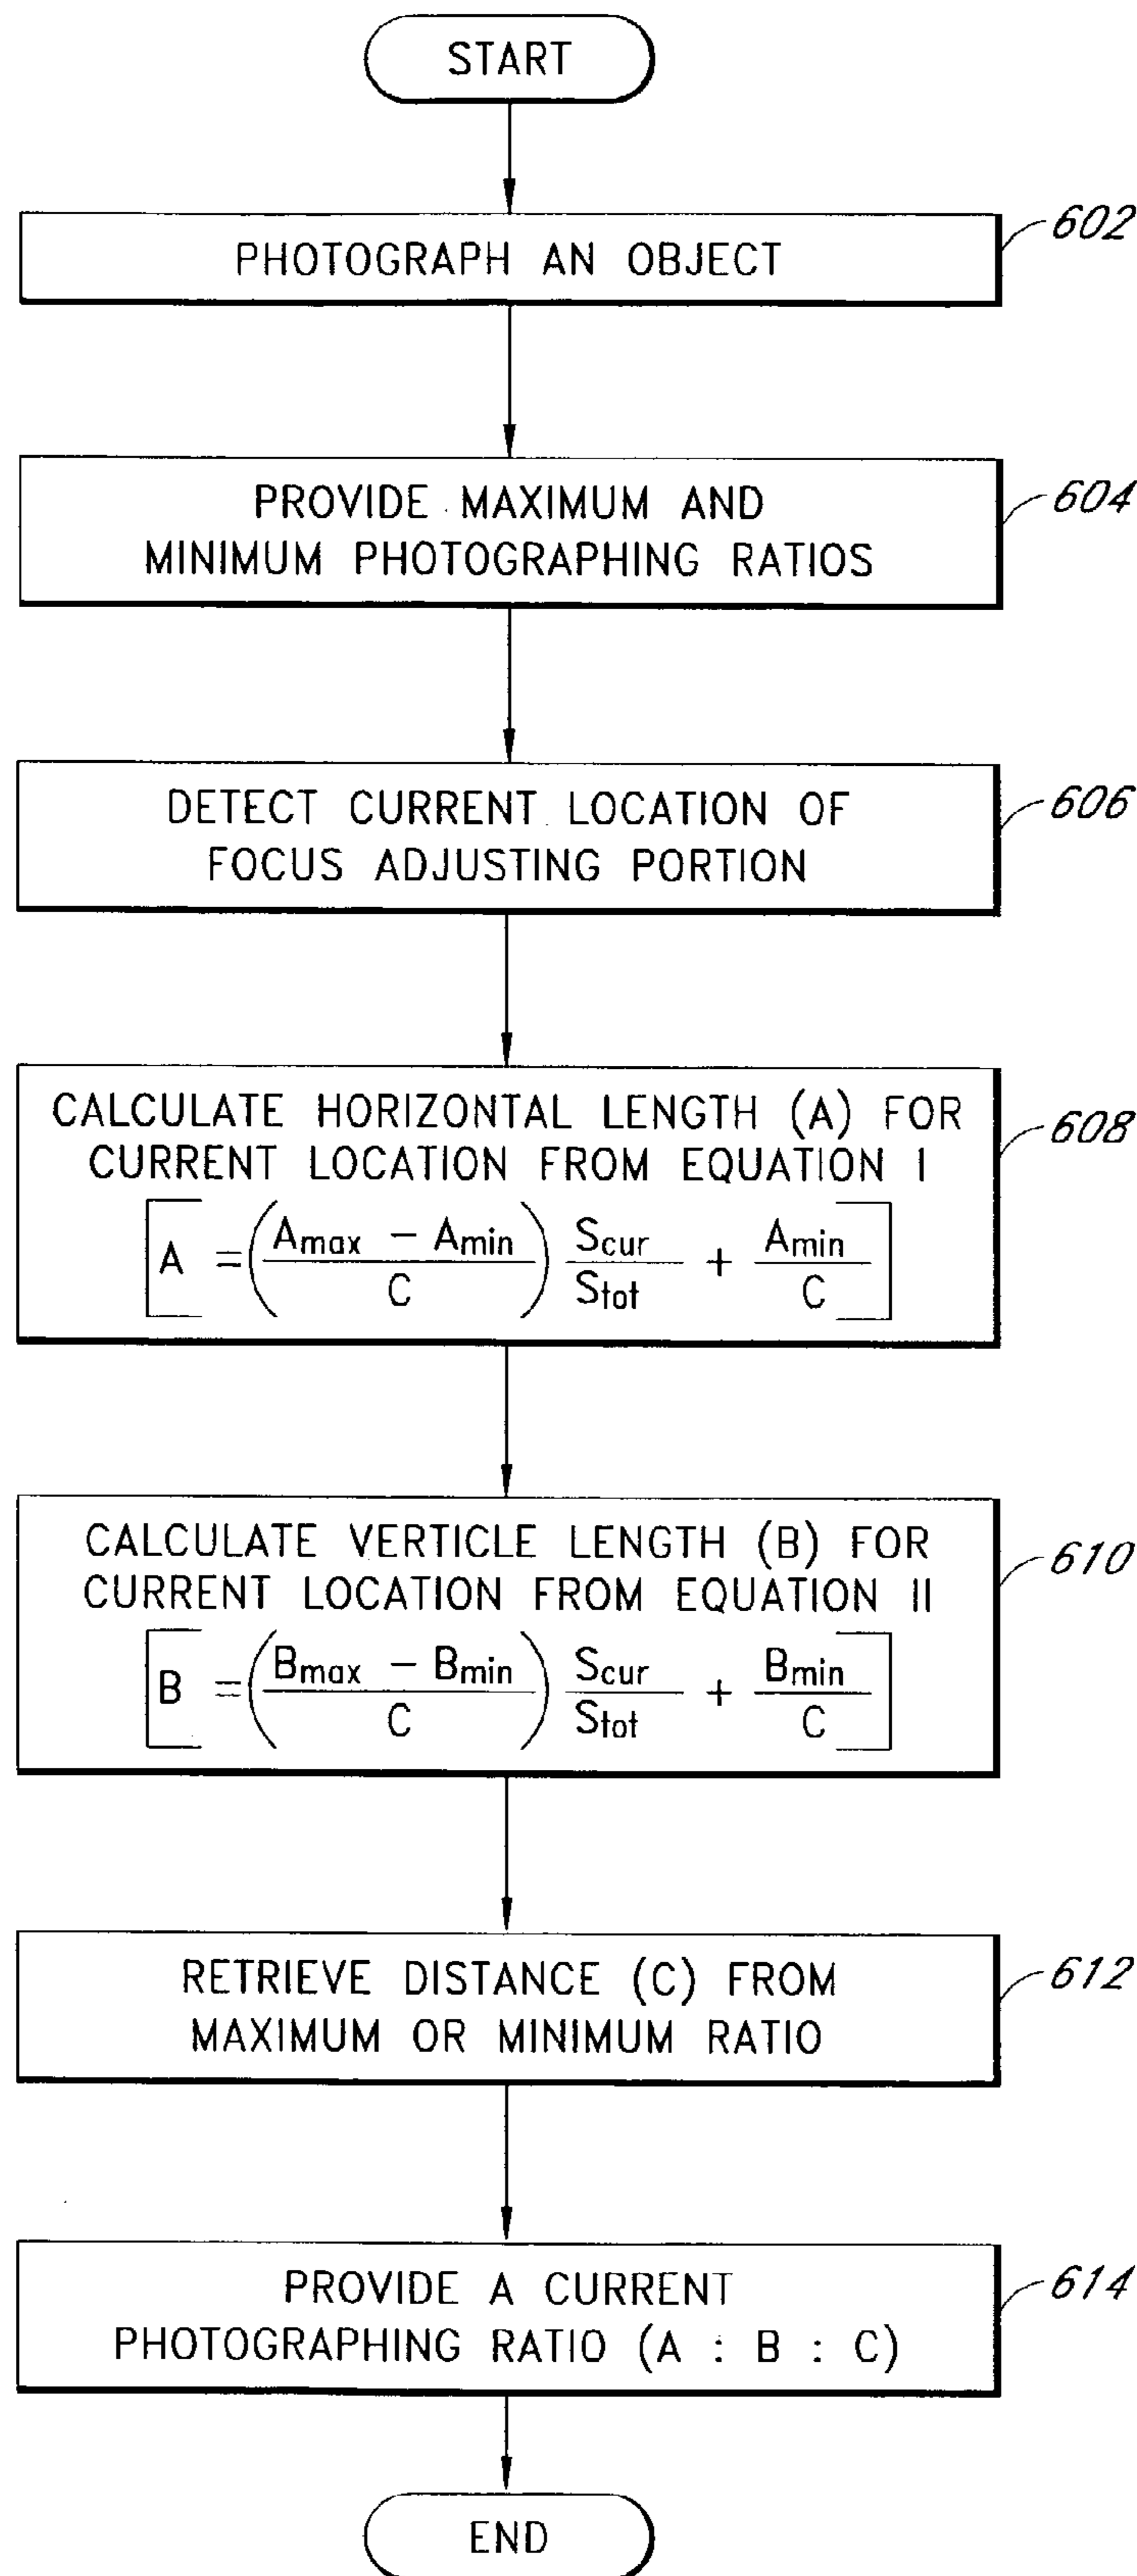 START
PHOTOGRAPH AN OBJECT
602
PROVIDE MAXIMUM AND
MINIMUM PHOTOGRAPHING RATIOS
604
DETECT CURRENT LOCATION OF
FOCUS ADJUSTING PORTION
606
CALCULATE HORIZONTAL LENGTH (A) FOR
CURRENT LOCATION FROM EQUATION I
[A = ((Amax - Amin)/C) Scur/Stot + Amin/C]
608
CALCULATE VERTICLE LENGTH (B) FOR
CURRENT LOCATION FROM EQUATION II
[B = ((Bmax - Bmin)/C) Scur/Stot + Bmin/C]
610
RETRIEVE DISTANCE (C) FROM
MAXIMUM OR MINIMUM RATIO
612
PROVIDE A CURRENT
PHOTOGRAPHING RATIO (A : B : C)
614
END